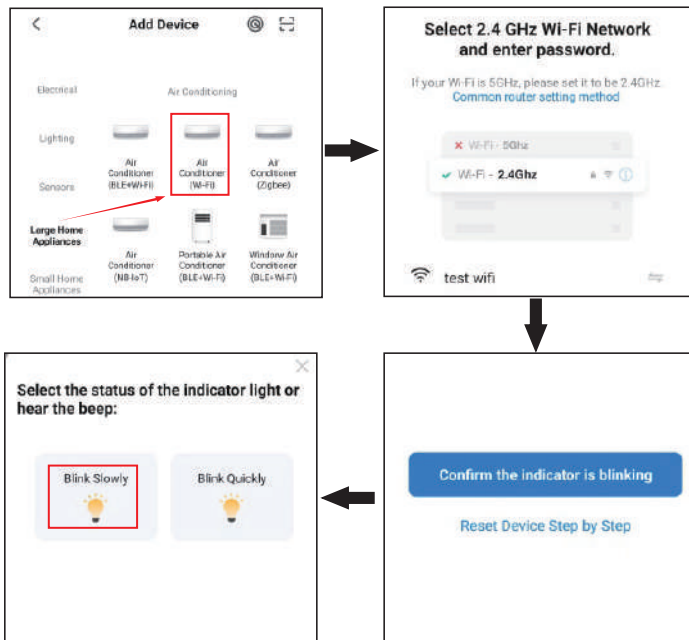 Add Device
Electrical
Air Conditioning
Lighting
Air
Conditioner
(BLE+Wi-Fi)
Air
Conditioner
(Wi-Fi)
Air
Conditioner
(Zigbee)
Sensors
Large Home
Appliances
Air
Conditioner
(NB-IoT)
Portable Air
Conditioner
(BLE+Wi-Fi)
Window Air
Conditioner
(BLE+Wi-Fi)
Small Home
Appliances
Select 2.4 GHz Wi-Fi Network
and enter password.
If your Wi-Fi is 5GHz, please set it to be 2.4GHz.
Common router setting method
Wi-Fi - 5Ghz
Wi-Fi - 2.4Ghz
test wifi
Confirm the indicator is blinking
Reset Device Step by Step
Select the status of the indicator light or
hear the beep:
Blink Slowly
Blink Quickly